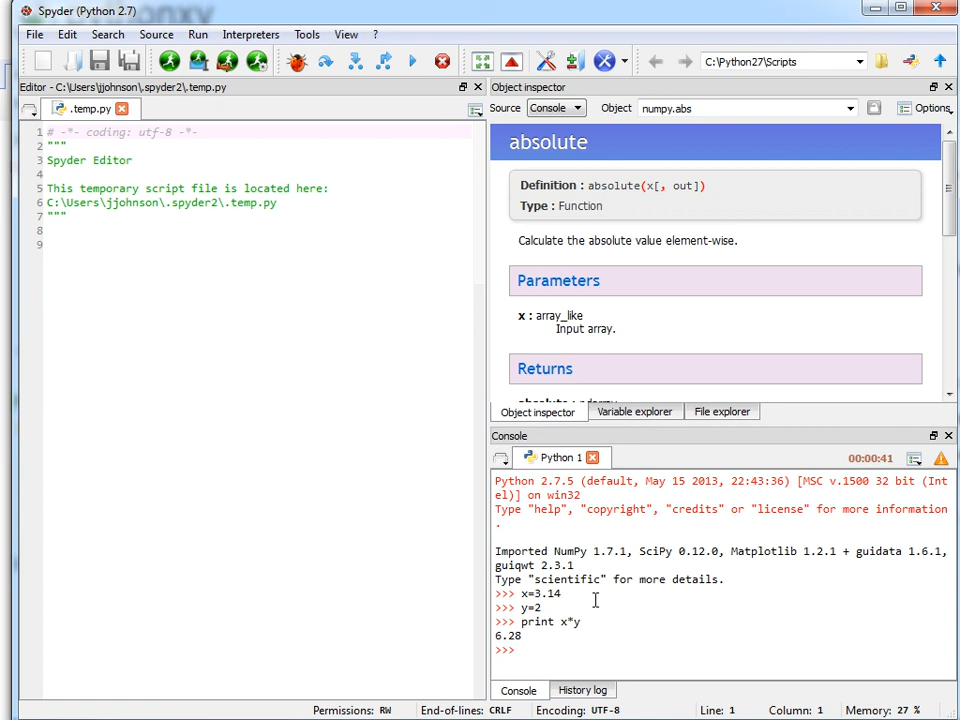 Spyder (Python 2.7)
File Edit Search Source Run Interpreters Tools View ?
C:\Python27\Scripts
Editor - C:\Users\jjohnson\.spyder2\.temp.py
.temp.py
1 # -*- coding: utf-8 -*-
2 """
3 Spyder Editor
4
5 This temporary script file is located here:
6 C:\Users\jjohnson\.spyder2\.temp.py
7 """
8
9
Object inspector
Source Console Object numpy.abs Options
absolute
Definition : absolute(x[, out])
Type : Function
Calculate the absolute value element-wise.
Parameters
x : array_like
Input array.
Returns
Object inspector Variable explorer File explorer
Console
Python 1 00:00:41
Python 2.7.5 (default, May 15 2013, 22:43:36) [MSC v.1500 32 bit (Int
el)] on win32
Type "help", "copyright", "credits" or "license" for more information
.
Imported NumPy 1.7.1, SciPy 0.12.0, Matplotlib 1.2.1 + guidata 1.6.1,
guiqwt 2.3.1
Type "scientific" for more details.
>>> x=3.14
>>> y=2
>>> print x*y
6.28
>>>
Console History log
Permissions: RW End-of-lines: CRLF Encoding: UTF-8 Line: 1 Column: 1 Memory: 27 %